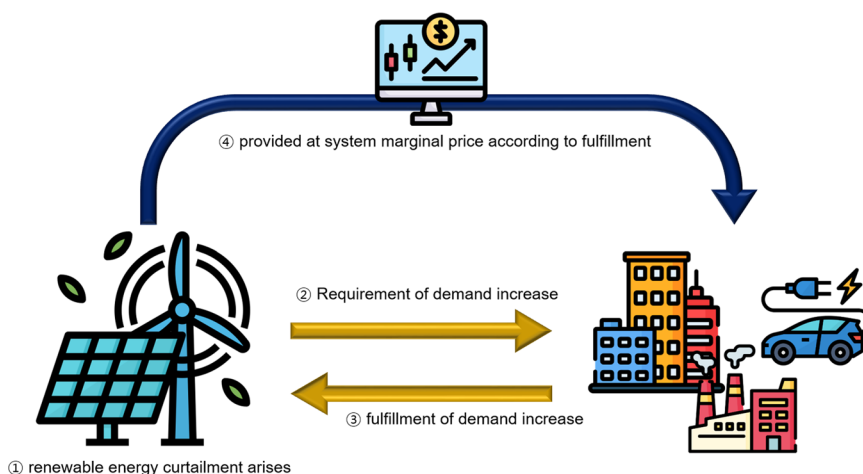 $
④ provided at system marginal price according to fulfillment
② Requirement of demand increase
③ fulfillment of demand increase
① renewable energy curtailment arises